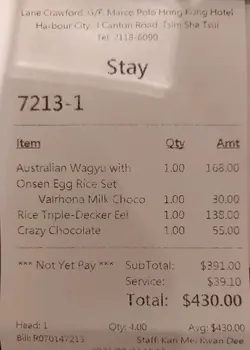 Lane Crawford, G/F, Marco Polo Hong Kong Hotel
Harbour City, 3 Canton Road, Tsim Sha Tsui
Tel: 2118-6000
Stay
7213-1
Item Qty Amt
Australian Wagyu with 1.00 168.00
Onsen Egg Rice Set
Valrhona Milk Choco 1.00 30.00
Rice Triple-Decker Eel 1.00 138.00
Crazy Chocolate 1.00 55.00
*** Not Yet Pay *** SubTotal: $391.00
Service: $39.10
Total: $430.00
Head: 1 Qty: 4.00 Avg: $430.00
Bill: R070147213 Staff: Kan Mei Kwan Dee